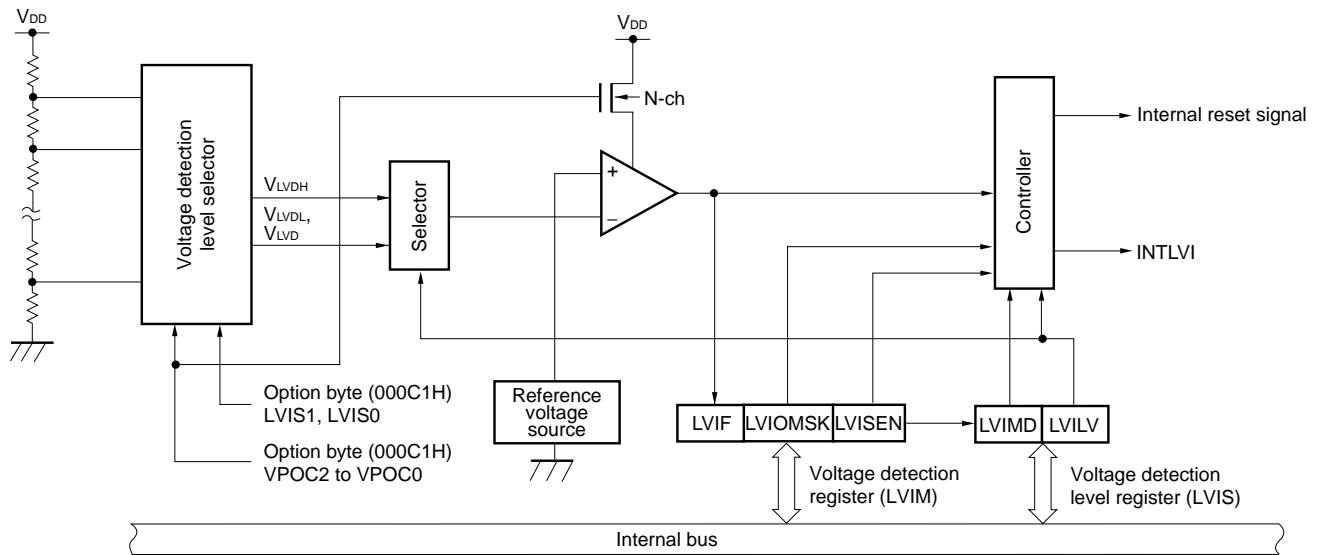 VDD
VDD
N-ch
Voltage detection
level selector
VLVDH
VLVDL,
VLVD
Selector
+
−
Controller
Internal reset signal
INTLVI
Option byte (000C1H)
LVIS1, LVIS0
Option byte (000C1H)
VPOC2 to VPOC0
Reference
voltage
source
LVIF
LVIOMSK
LVISEN
LVIMD
LVILV
Voltage detection
register (LVIM)
Voltage detection
level register (LVIS)
Internal bus